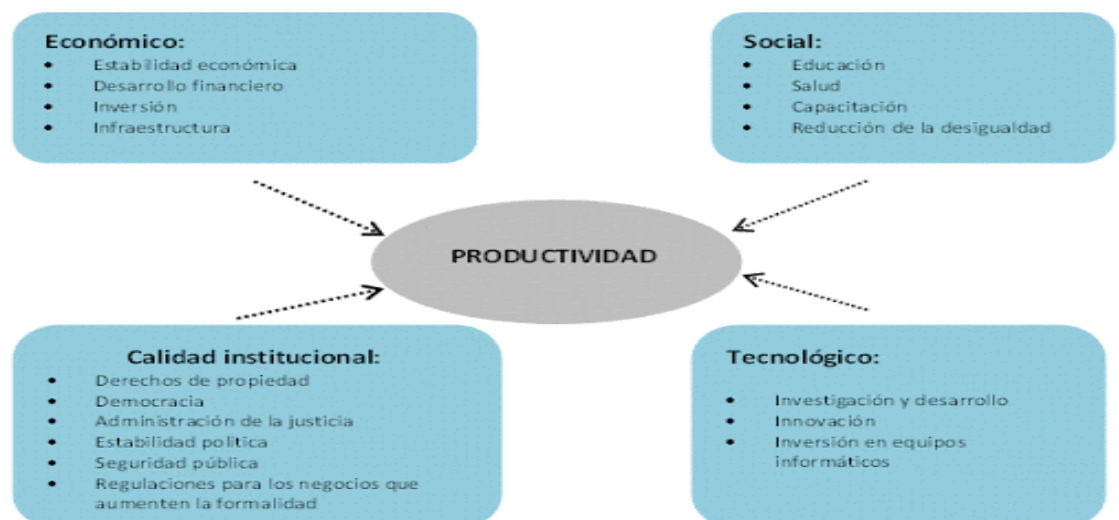 Económico:
• Estabilidad económica
• Desarrollo financiero
• Inversión
• Infraestructura
Social:
• Educación
• Salud
• Capacitación
• Reducción de la desigualdad
PRODUCTIVIDAD
Calidad institucional:
• Derechos de propiedad
• Democracia
• Administración de la justicia
• Estabilidad política
• Seguridad pública
• Regulaciones para los negocios que
aumenten la formalidad
Tecnológico:
• Investigación y desarrollo
• Innovación
• Inversión en equipos
informáticos